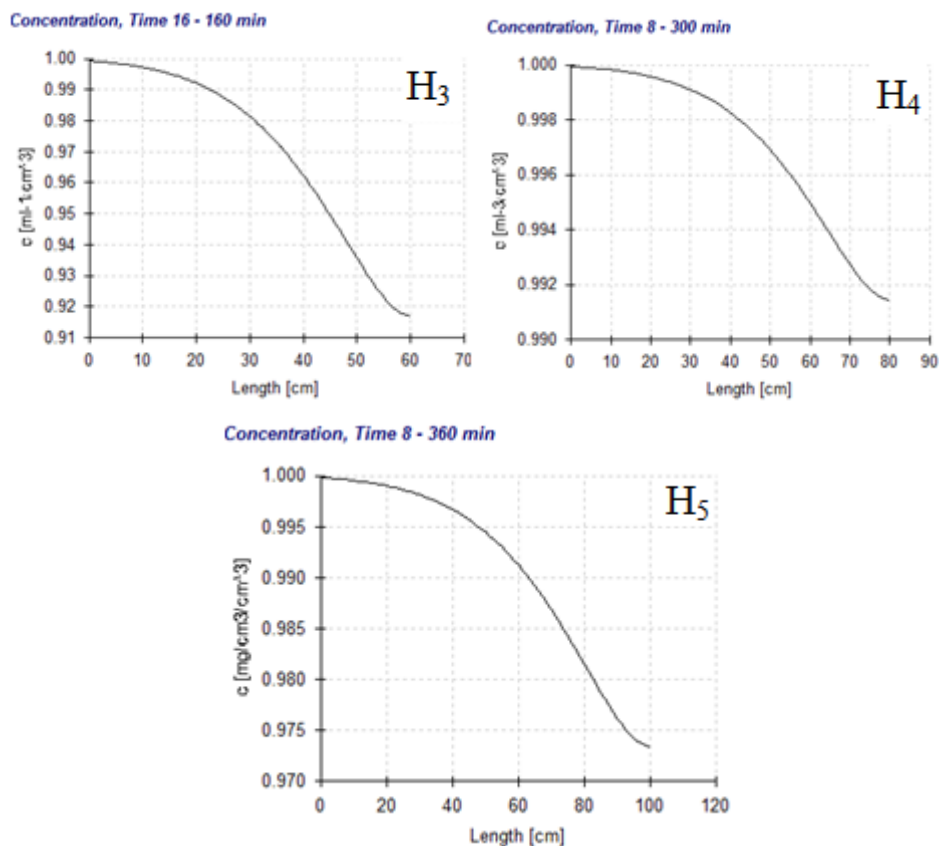 Concentration, Time 16 - 160 min
H3
1.00
0.99
0.98
0.97
0.96
0.95
0.94
0.93
0.92
0.91
c [ml-1\cm^3]
0 10 20 30 40 50 60 70
Length [cm]
Concentration, Time 8 - 300 min
H4
1.000
0.998
0.996
0.994
0.992
0.990
c [ml-3\cm^3]
0 10 20 30 40 50 60 70 80 90
Length [cm]
Concentration, Time 8 - 360 min
H5
1.000
0.995
0.990
0.985
0.980
0.975
0.970
c [mg/cm3/cm^3]
0 20 40 60 80 100 120
Length [cm]